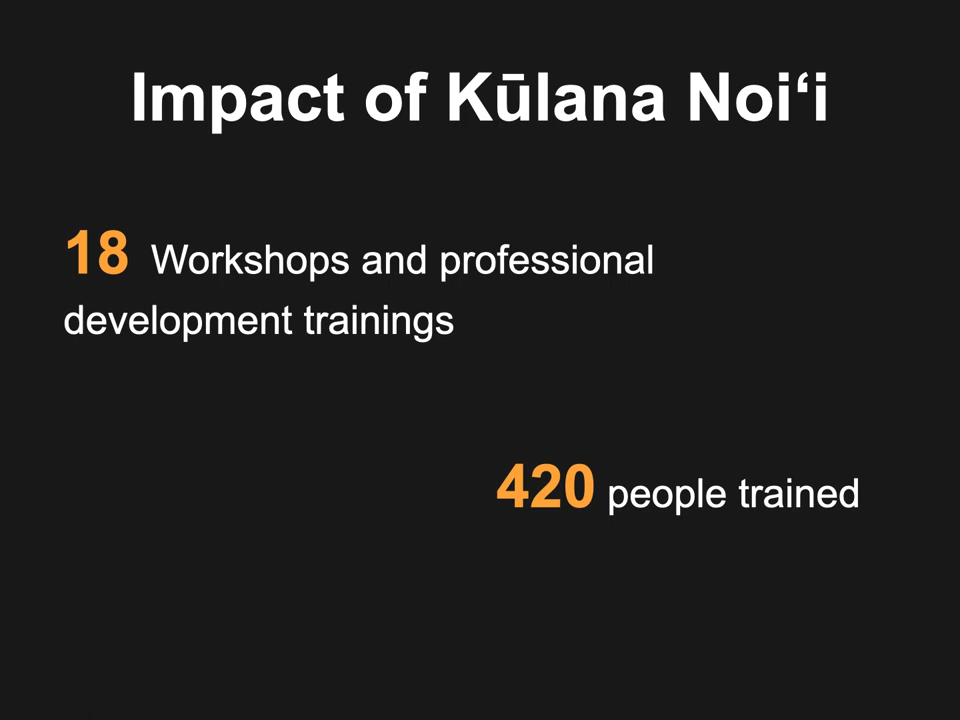 Impact of Kūlana Noiʻi
18 Workshops and professional
development trainings
420 people trained